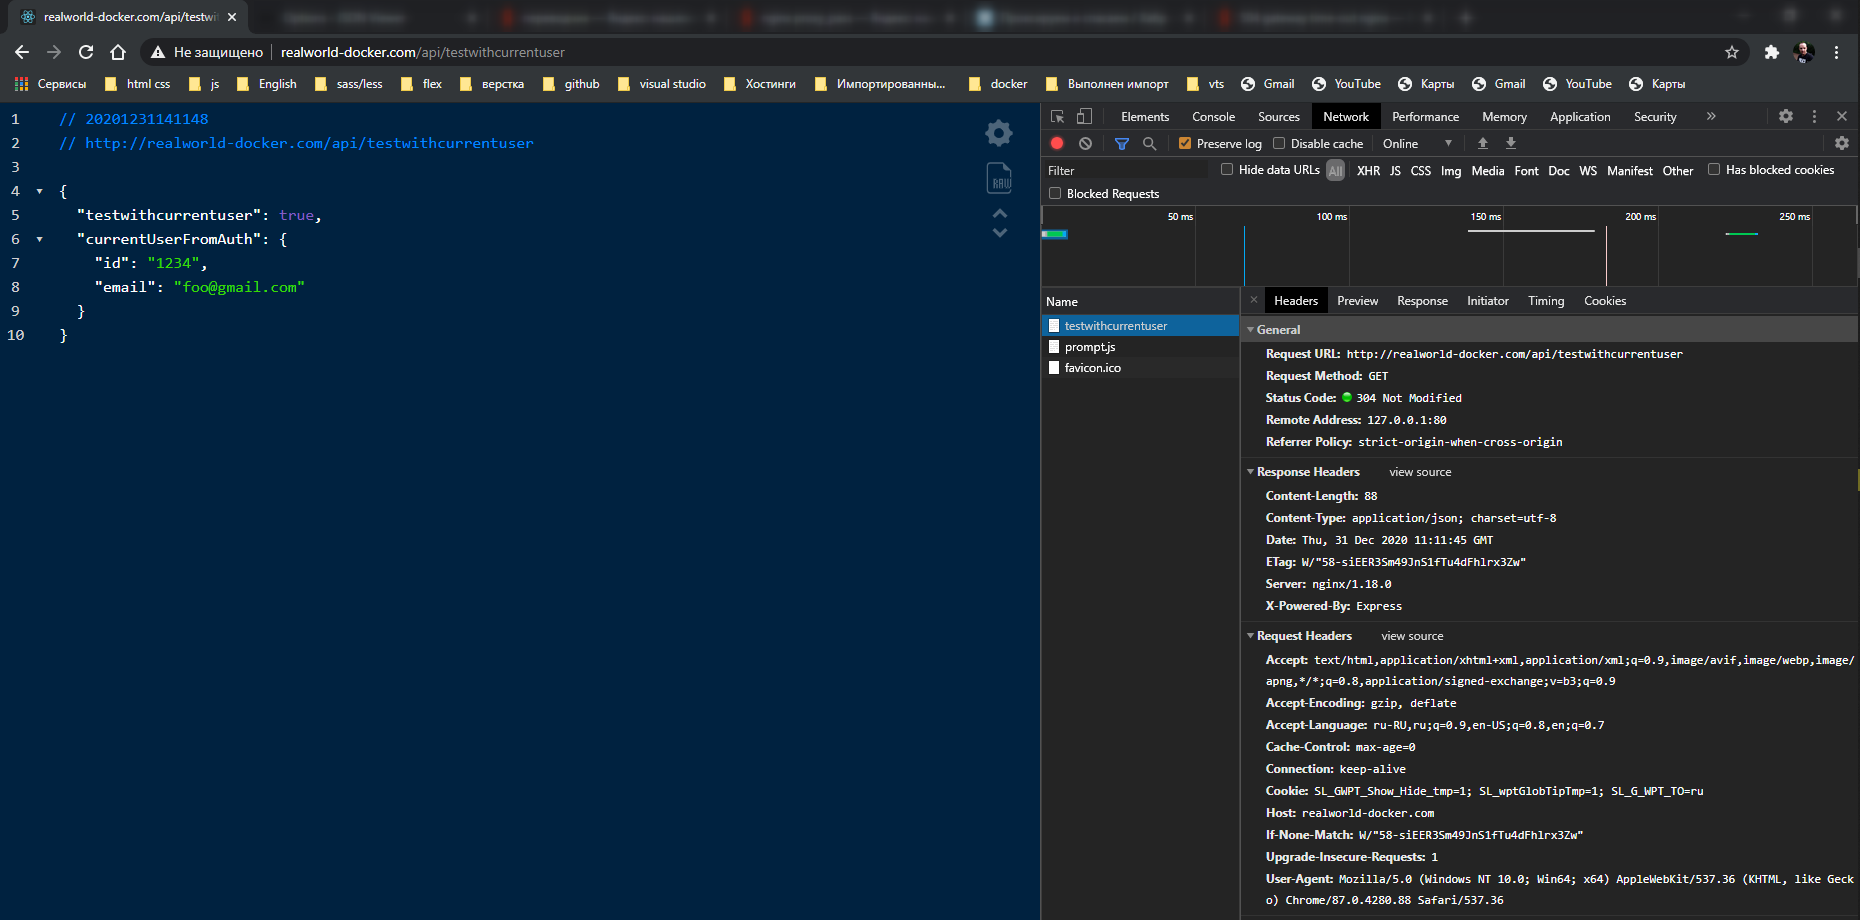 realworld-docker.com/api/testwi
Не защищено realworld-docker.com/api/testwithcurrentuser
Сервисы html css js English sass/less flex верстка github visual studio Хостинги Импортированны... docker Выполнен импорт vts Gmail YouTube Карты Gmail YouTube Карты
1 // 20201231141148
2 // http://realworld-docker.com/api/testwithcurrentuser
3
4 {
5 "testwithcurrentuser": true,
6 "currentUserFromAuth": {
7 "id": "1234",
8 "email": "foo@gmail.com"
9 }
10 }
RAW
Elements Console Sources Network Performance Memory Application Security »
Preserve log Disable cache Online
Filter Hide data URLs All XHR JS CSS Img Media Font Doc WS Manifest Other Has blocked cookies
Blocked Requests
50 ms 100 ms 150 ms 200 ms 250 ms
Name
testwithcurrentuser
prompt.js
favicon.ico
Headers Preview Response Initiator Timing Cookies
General
Request URL: http://realworld-docker.com/api/testwithcurrentuser
Request Method: GET
Status Code: 304 Not Modified
Remote Address: 127.0.0.1:80
Referrer Policy: strict-origin-when-cross-origin
Response Headers view source
Content-Length: 88
Content-Type: application/json; charset=utf-8
Date: Thu, 31 Dec 2020 11:11:45 GMT
ETag: W/"58-siEER3Sm49JnS1fTu4dFhlrx3Zw"
Server: nginx/1.18.0
X-Powered-By: Express
Request Headers view source
Accept: text/html,application/xhtml+xml,application/xml;q=0.9,image/avif,image/webp,image/
apng,*/*;q=0.8,application/signed-exchange;v=b3;q=0.9
Accept-Encoding: gzip, deflate
Accept-Language: ru-RU,ru;q=0.9,en-US;q=0.8,en;q=0.7
Cache-Control: max-age=0
Connection: keep-alive
Cookie: SL_GWPT_Show_Hide_tmp=1; SL_wptGlobTipTmp=1; SL_G_WPT_TO=ru
Host: realworld-docker.com
If-None-Match: W/"58-siEER3Sm49JnS1fTu4dFhlrx3Zw"
Upgrade-Insecure-Requests: 1
User-Agent: Mozilla/5.0 (Windows NT 10.0; Win64; x64) AppleWebKit/537.36 (KHTML, like Geck
o) Chrome/87.0.4280.88 Safari/537.36